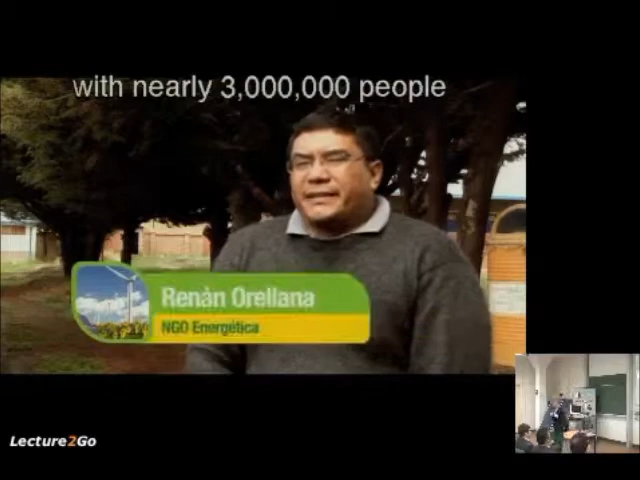 with nearly 3,000,000 people
Renán Orellana
NGO Energética
Lecture2Go